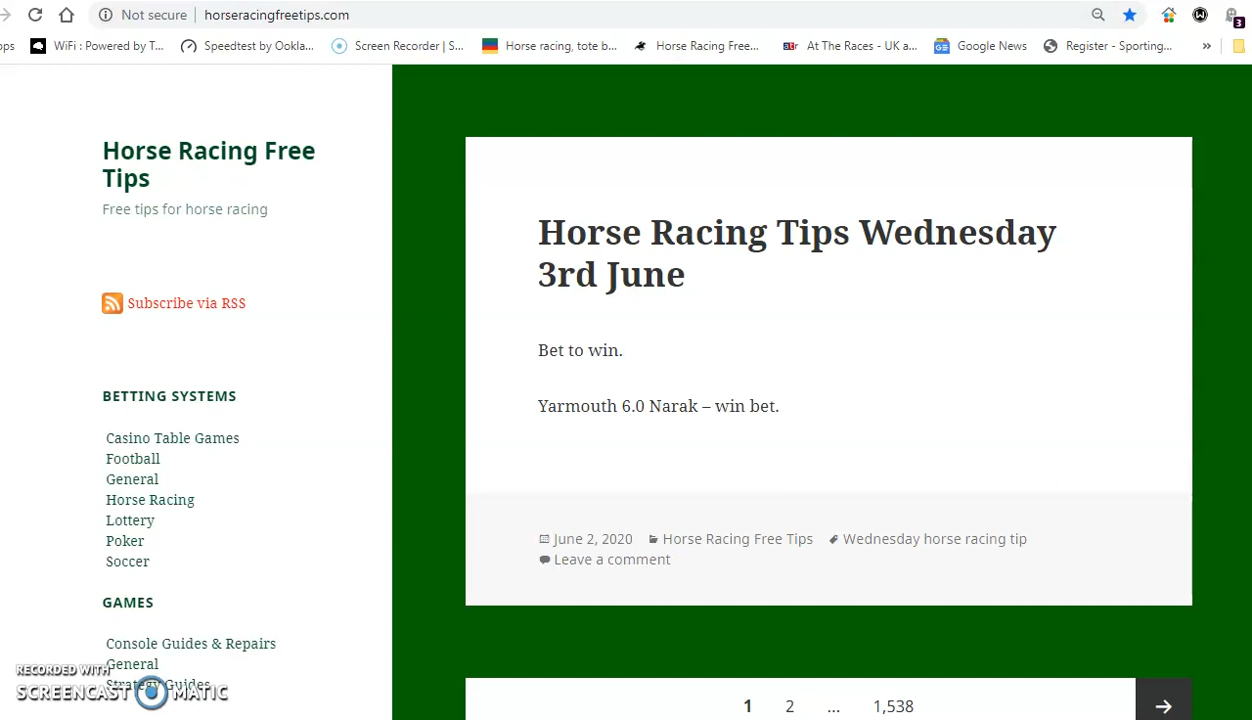 Not secure | horseracingfreetips.com
3
ops WiFi : Powered by T... Speedtest by Ookla... Screen Recorder | S... Horse racing, tote b... Horse Racing Free... At The Races - UK a... Google News Register - Sporting... »
Horse Racing Free
Tips
Free tips for horse racing
Subscribe via RSS
BETTING SYSTEMS
Casino Table Games
Football
General
Horse Racing
Lottery
Poker
Soccer
GAMES
Console Guides & Repairs
General
Strategy Guides
RECORDED WITH
SCREENCAST MATIC
Horse Racing Tips Wednesday
3rd June
Bet to win.
Yarmouth 6.0 Narak – win bet.
June 2, 2020 Horse Racing Free Tips Wednesday horse racing tip
Leave a comment
1 2 ... 1,538 →